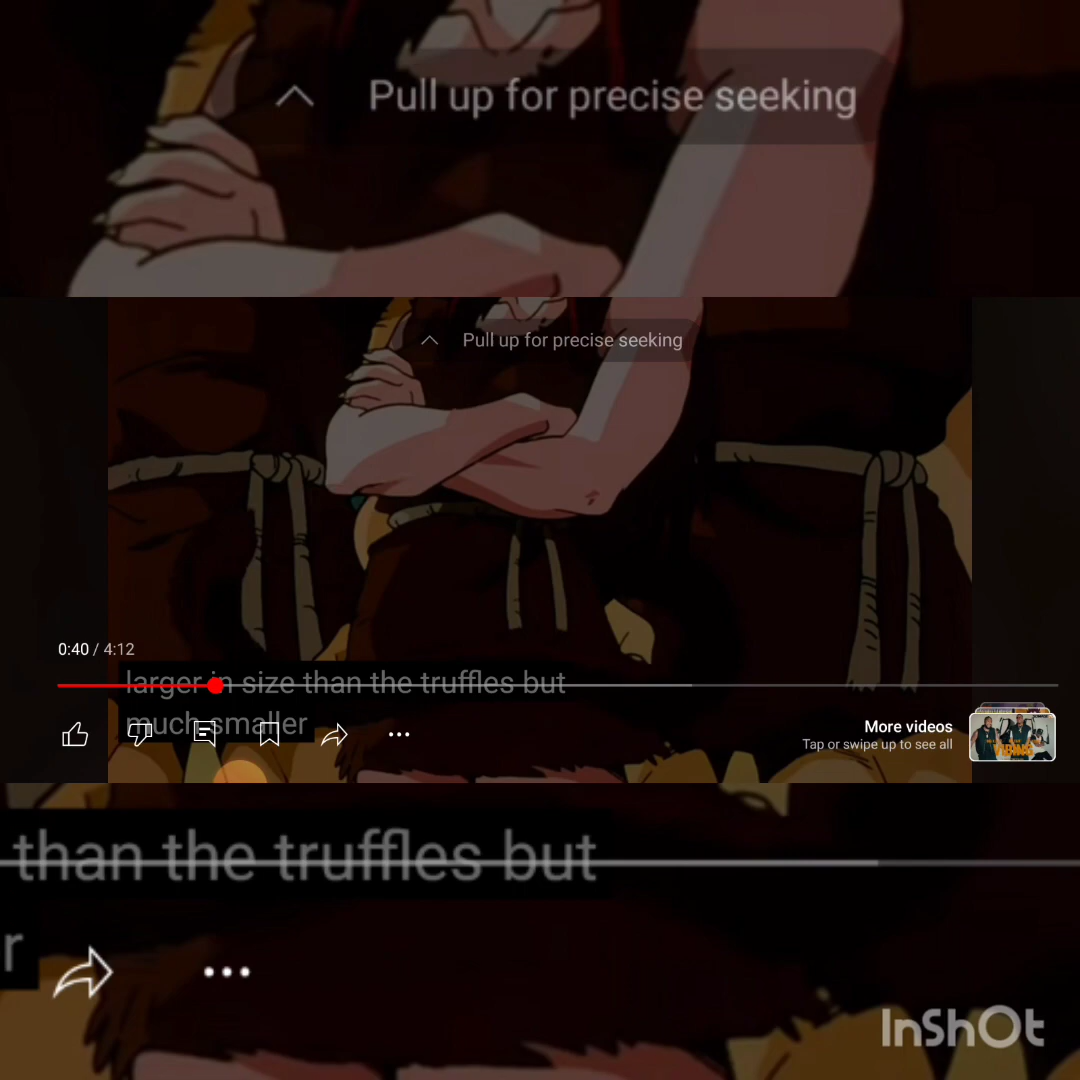 Pull up for precise seeking
Pull up for precise seeking
0:40 / 4:12
larger in size than the truffles but
much smaller
More videos
Tap or swipe up to see all
VIBING
than the truffles but
r
InShOt